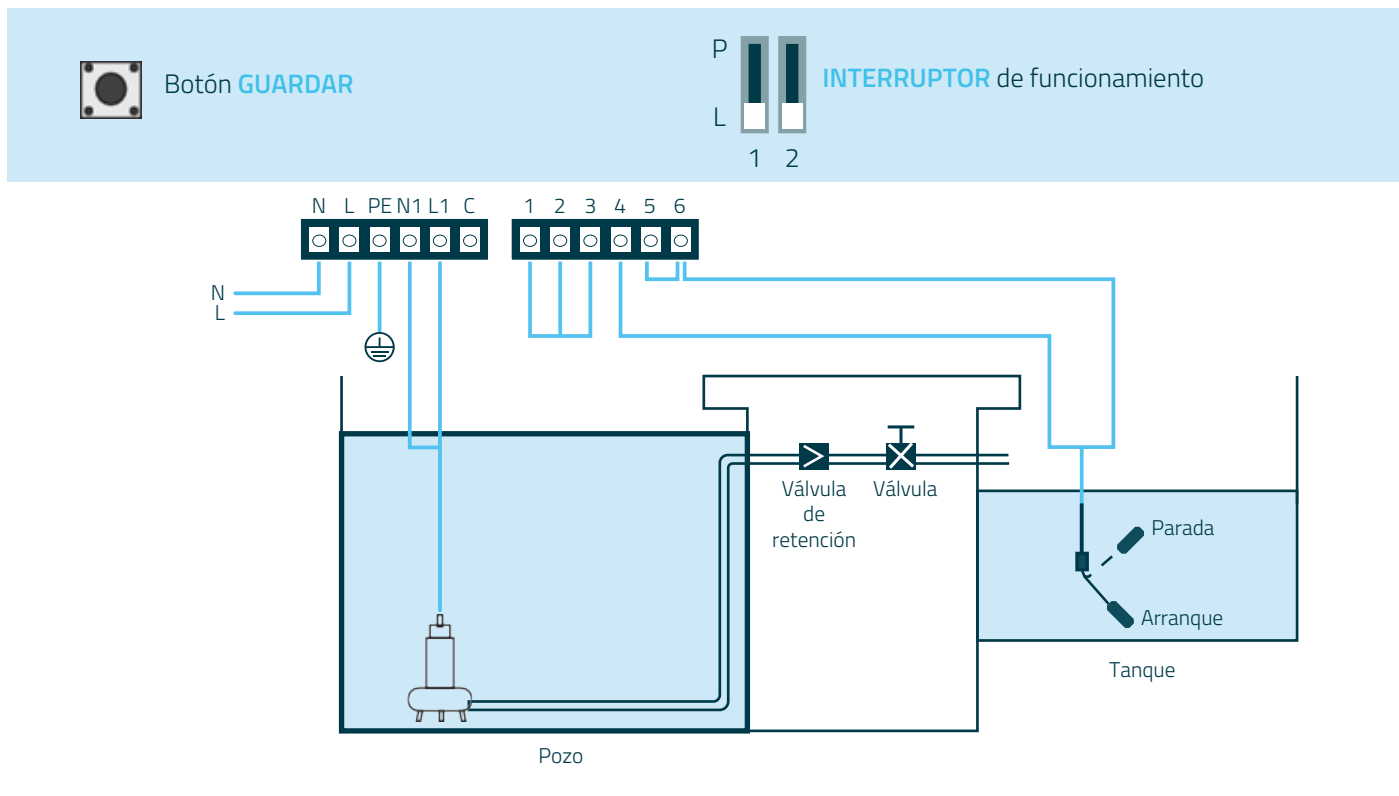 Botón GUARDAR
P
L
INTERRUPTOR de funcionamiento
1 2
N L PE N1 L1 C
1 2 3 4 5 6
N
L
Válvula
de
retención
Válvula
Parada
Arranque
Tanque
Pozo